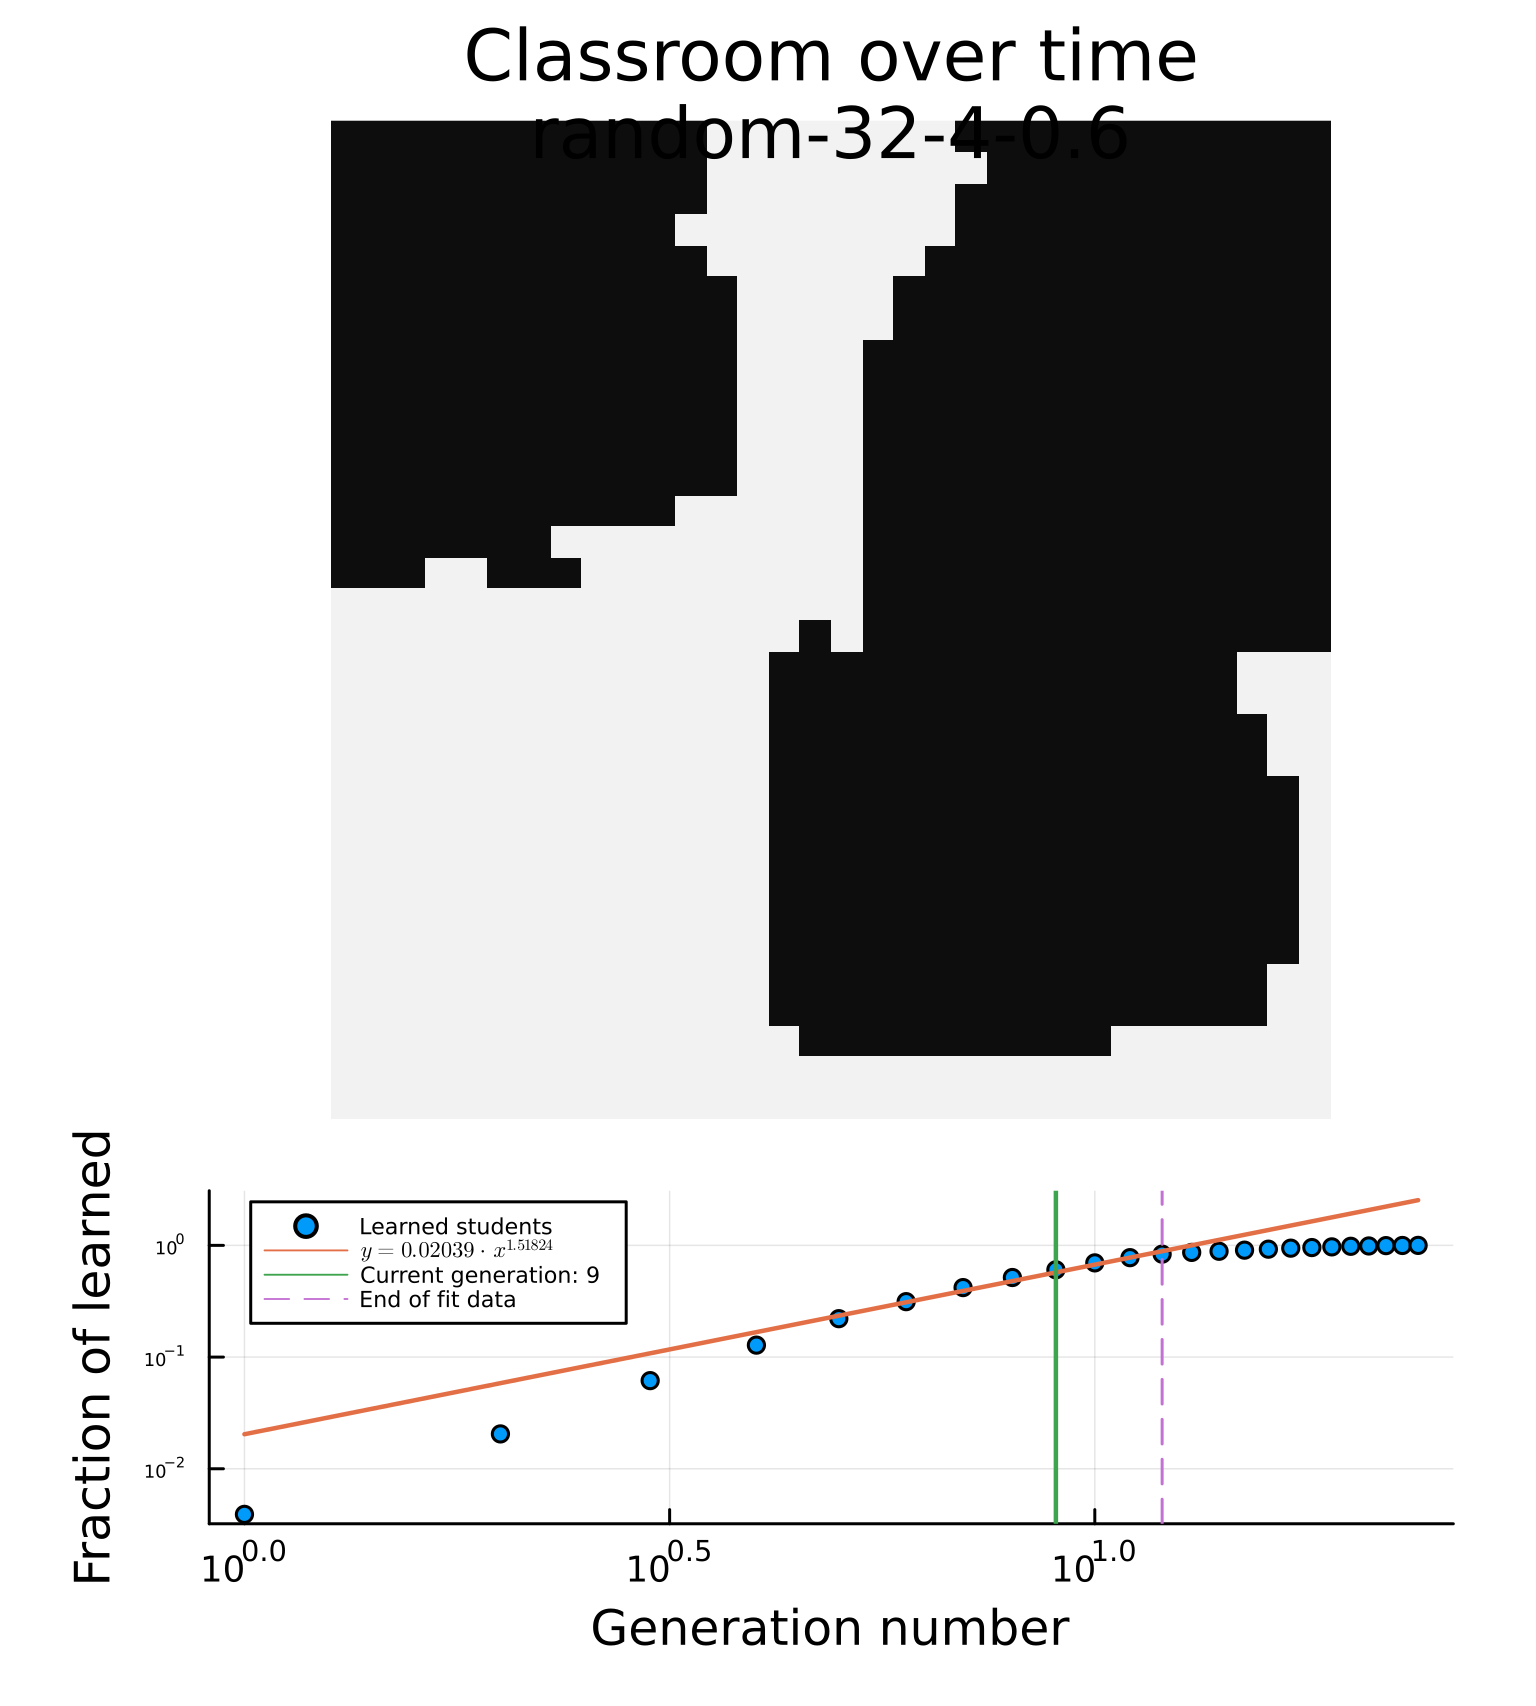 Classroom over time
random-32-4-0.6
Fraction of learned
10^0
10^−1
10^−2
Learned students
y = 0.02039 · x^1.51824
Current generation: 9
End of fit data
10^0.0
10^0.5
10^1.0
Generation number